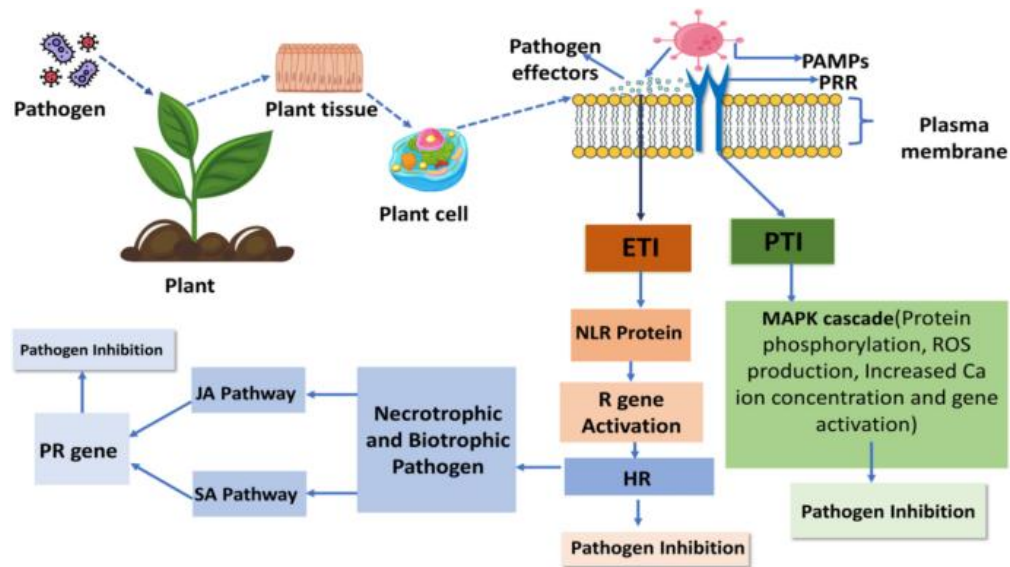 Pathogen
Plant tissue
Plant cell
Plant
Pathogen
effectors
PAMPs
PRR
Plasma
membrane
ETI
PTI
NLR Protein
R gene
Activation
HR
Pathogen Inhibition
MAPK cascade(Protein
phosphorylation, ROS
production, Increased Ca
ion concentration and gene
activation)
Pathogen Inhibition
Necrotrophic
and Biotrophic
Pathogen
JA Pathway
SA Pathway
PR gene
Pathogen Inhibition